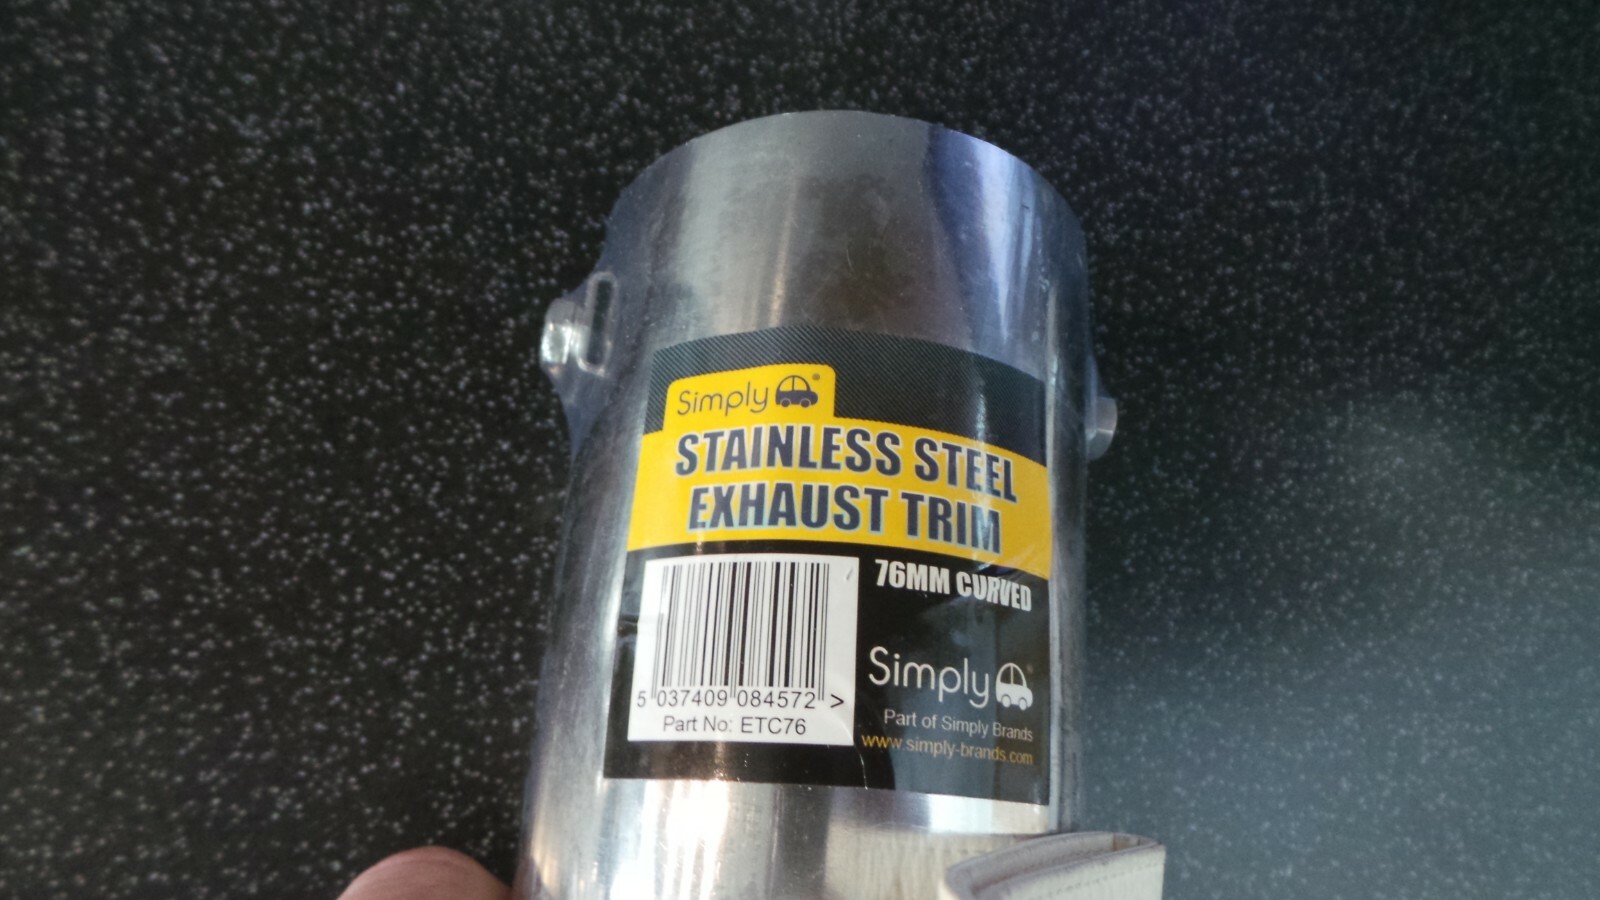 Simply
STAINLESS STEEL
EXHAUST TRIM
76MM CURVED
5 037409 084572 >
Part No: ETC76
Simply
Part of Simply Brands
www.simply-brands.com